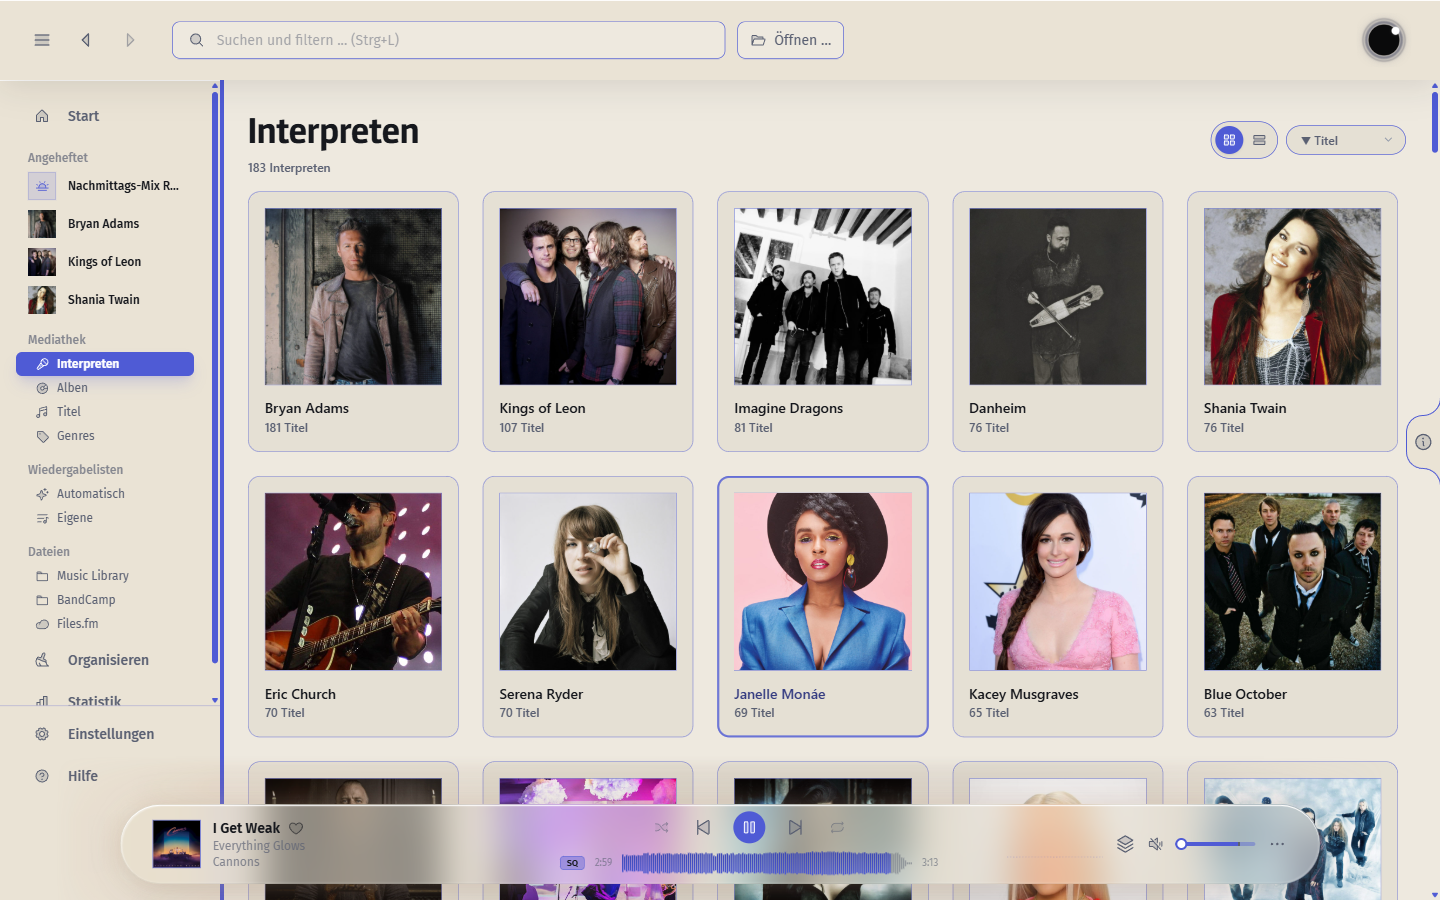 Suchen und filtern ... (Strg+L)
Öffnen ...
Start
Angeheftet
Nachmittags-Mix R...
Bryan Adams
Kings of Leon
Shania Twain
Mediathek
Interpreten
Alben
Titel
Genres
Wiedergabelisten
Automatisch
Eigene
Dateien
Music Library
BandCamp
Files.fm
Organisieren
Statistik
Einstellungen
Hilfe
Interpreten
183 Interpreten
▼ Titel
Bryan Adams
181 Titel
Kings of Leon
107 Titel
Imagine Dragons
81 Titel
Danheim
76 Titel
Shania Twain
76 Titel
Eric Church
70 Titel
Serena Ryder
70 Titel
Janelle Monáe
69 Titel
Kacey Musgraves
65 Titel
Blue October
63 Titel
I Get Weak
Everything Glows
Cannons
SQ
2:59
3:13